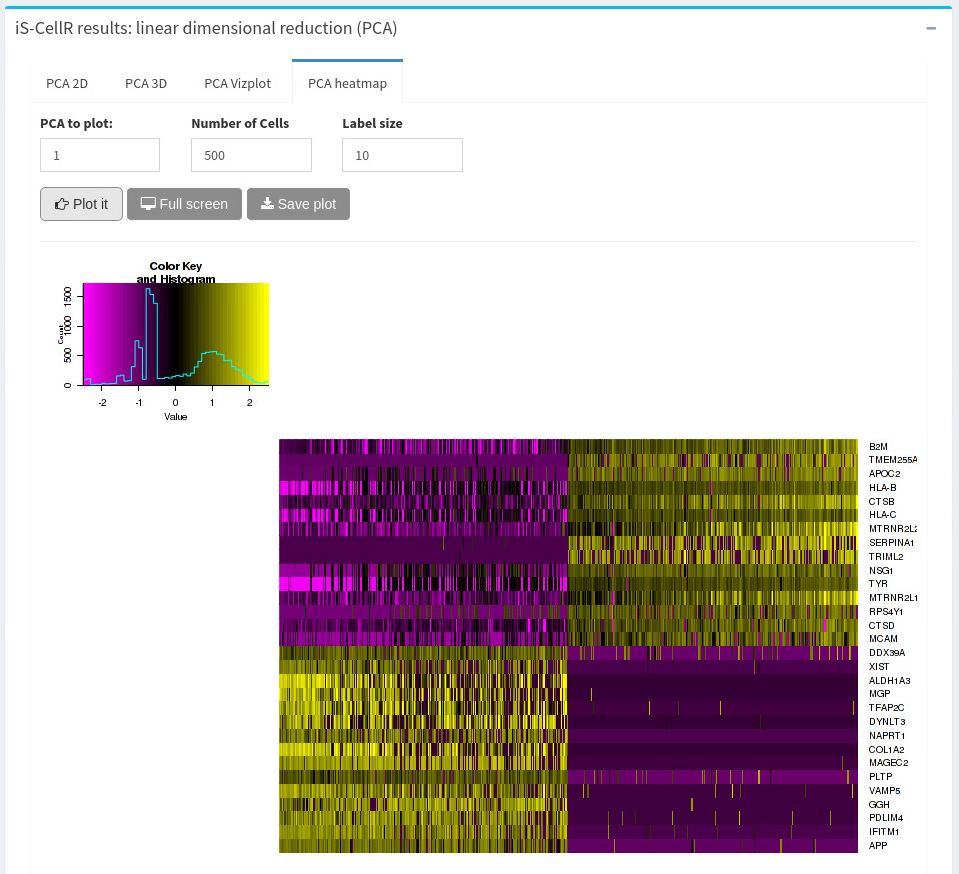 iS-CellR results: linear dimensional reduction (PCA)
PCA 2D PCA 3D PCA Vizplot PCA heatmap
PCA to plot: Number of Cells Label size
1 500 10
Plot it Full screen Save plot
Color Key
and Histogram
Count
0 500 1000 1500
-2 -1 0 1 2
Value
B2M
TMEM255A
APOC2
HLA-B
CTSB
HLA-C
MTRNR2L2
SERPINA1
TRIML2
NSG1
TYR
MTRNR2L1
RPS4Y1
CTSD
MCAM
DDX39A
XIST
ALDH1A3
MGP
TFAP2C
DYNLT3
NAPRT1
COL1A2
MAGEC2
PLTP
VAMP5
GGH
PDLIM4
IFITM1
APP